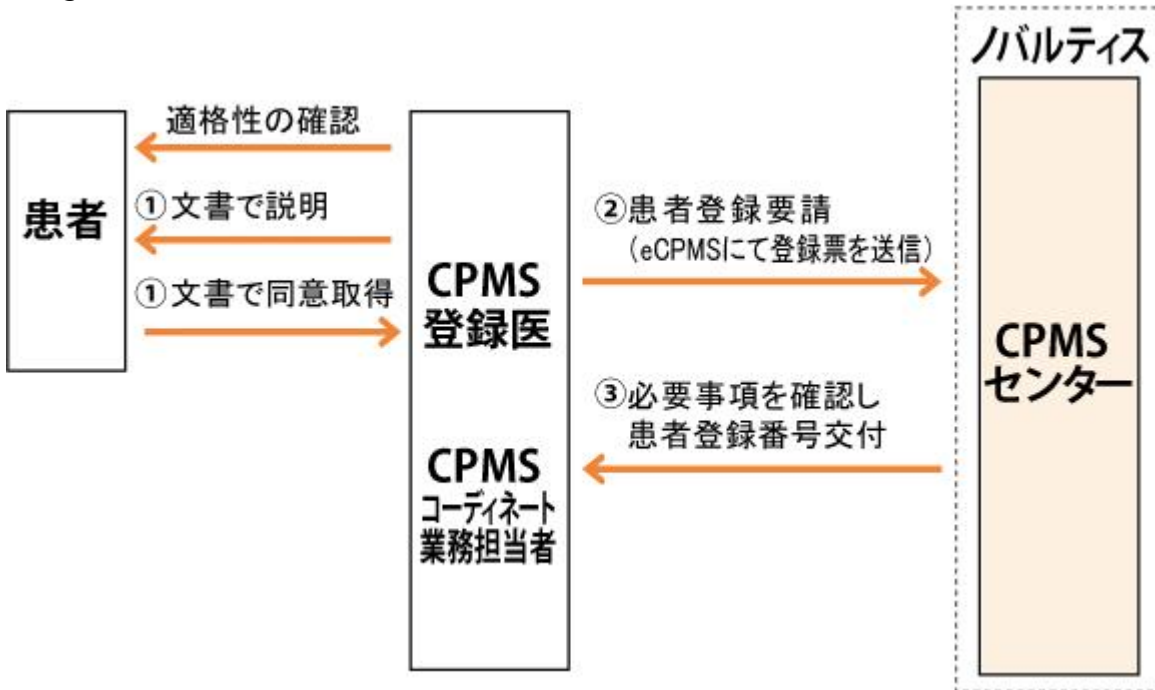 ノバルティス
適格性の確認
患者
①文書で説明
①文書で同意取得
CPMS
登録医
CPMS
コーディネート
業務担当者
②患者登録要請
（eCPMSにて登録票を送信）
③必要事項を確認し
患者登録番号交付
CPMS
センター